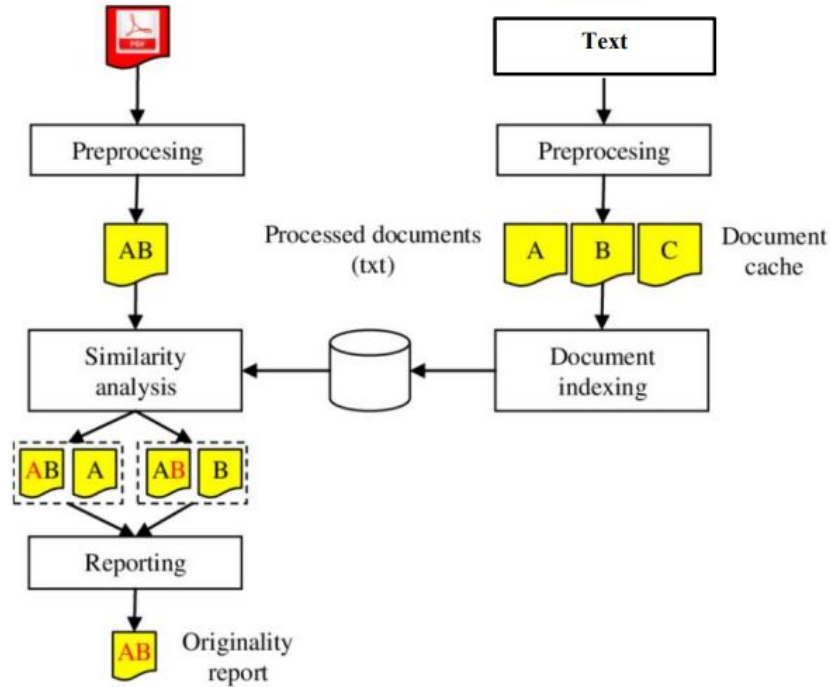 PDF
Text
Preprocesing
Preprocesing
AB
Processed documents
(txt)
A
B
C
Document
cache
Similarity
analysis
Document
indexing
AB
A
AB
B
Reporting
AB
Originality
report